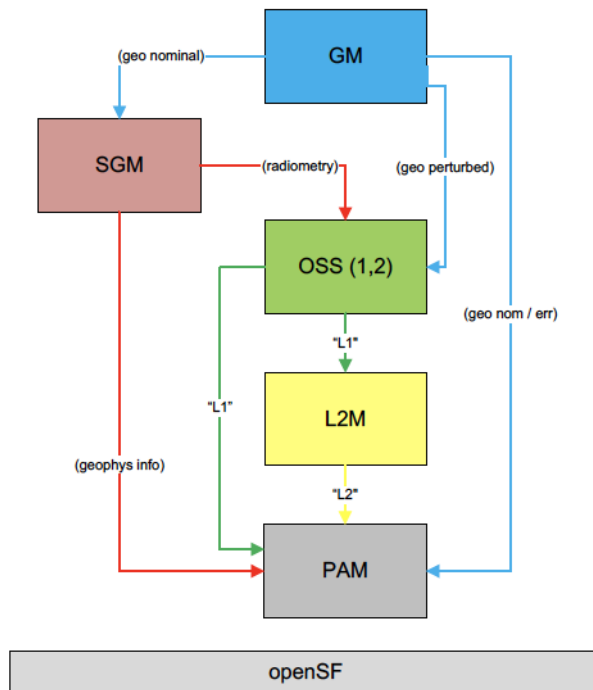 GM
(geo nominal)
SGM
(radiometry)
(geo perturbed)
OSS (1,2)
(geo nom / err)
"L1"
L2M
"L1"
(geophys info)
"L2"
PAM
openSF